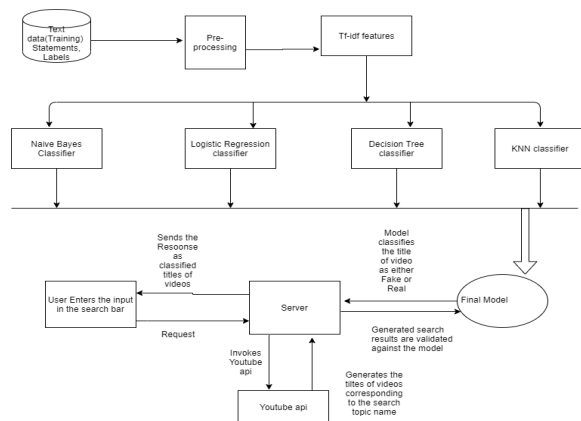 Text
data(Training)
Statements,
Labels
Pre-
processing
Tf-idf features
Naive Bayes
Classifier
Logistic Regression
classifier
Decision Tree
classifier
KNN classifier
Sends the
Resoonse
as
classified
titles of
videos
Model
classifies
the title
of video
as either
Fake or
Real
User Enters the input
in the search bar
Server
Final Model
Request
Generated search
results are validated
against the model
Invokes
Youtube
api
Generates the
tiltes of videos
corresponding
to the search
topic name
Youtube api